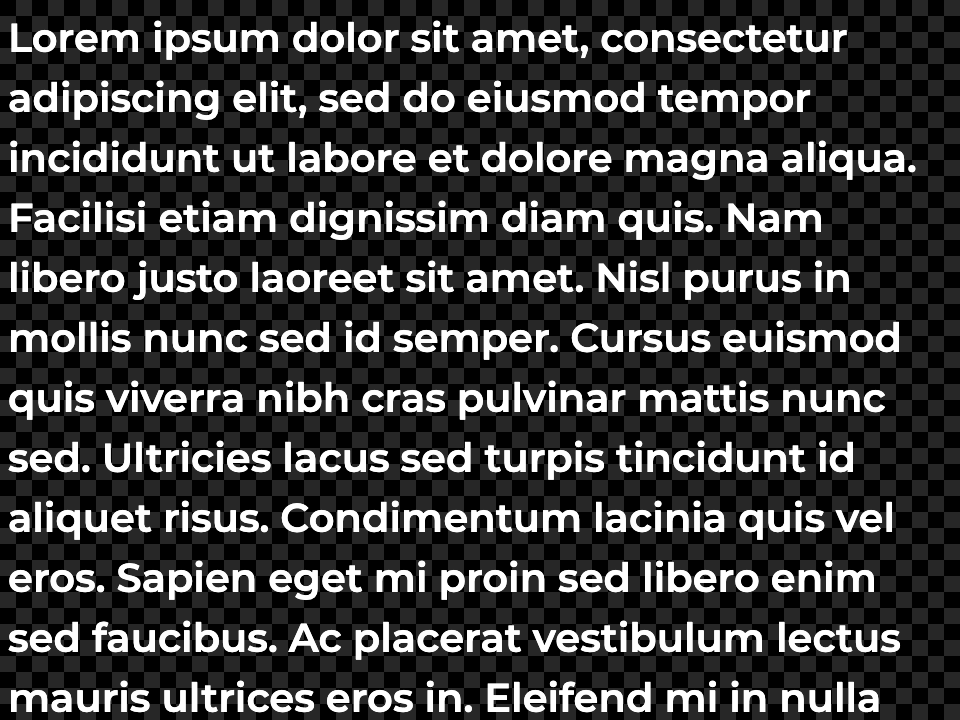 Lorem ipsum dolor sit amet, consectetur
adipiscing elit, sed do eiusmod tempor
incididunt ut labore et dolore magna aliqua.
Facilisi etiam dignissim diam quis. Nam
libero justo laoreet sit amet. Nisl purus in
mollis nunc sed id semper. Cursus euismod
quis viverra nibh cras pulvinar mattis nunc
sed. Ultricies lacus sed turpis tincidunt id
aliquet risus. Condimentum lacinia quis vel
eros. Sapien eget mi proin sed libero enim
sed faucibus. Ac placerat vestibulum lectus
mauris ultrices eros in. Eleifend mi in nulla